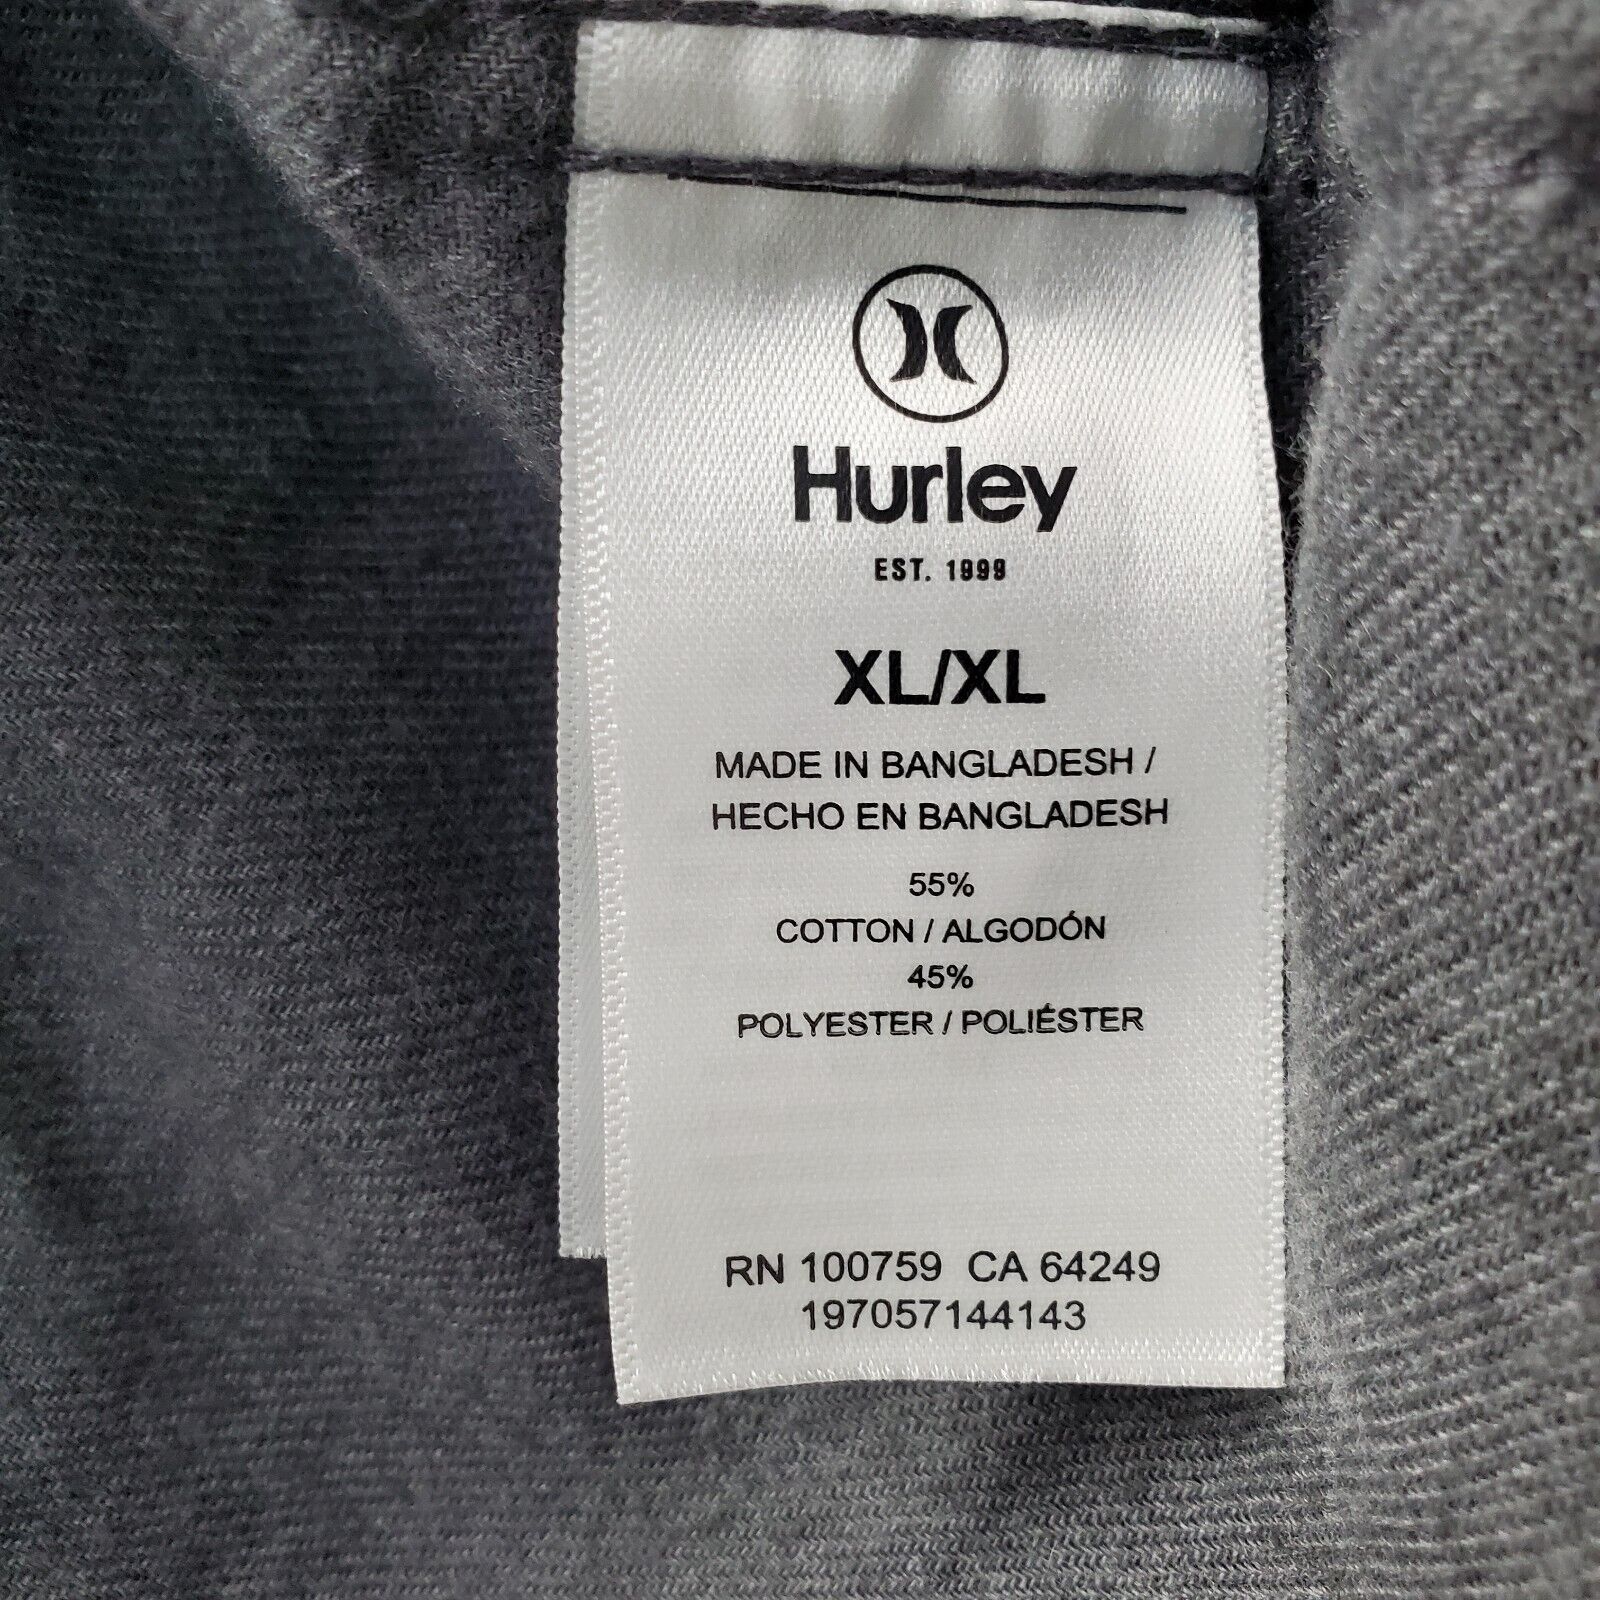 Hurley
EST. 1999
XL/XL
MADE IN BANGLADESH /
HECHO EN BANGLADESH
55%
COTTON / ALGODÓN
45%
POLYESTER / POLIÉSTER
RN 100759 CA 64249
197057144143